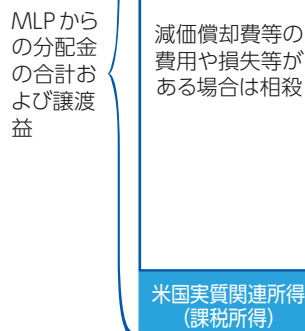 MLPから
の分配金
の合計お
よび譲渡
益
減価償却費等の
費用や損失等が
ある場合は相殺
米国実質関連所得
(課税所得)